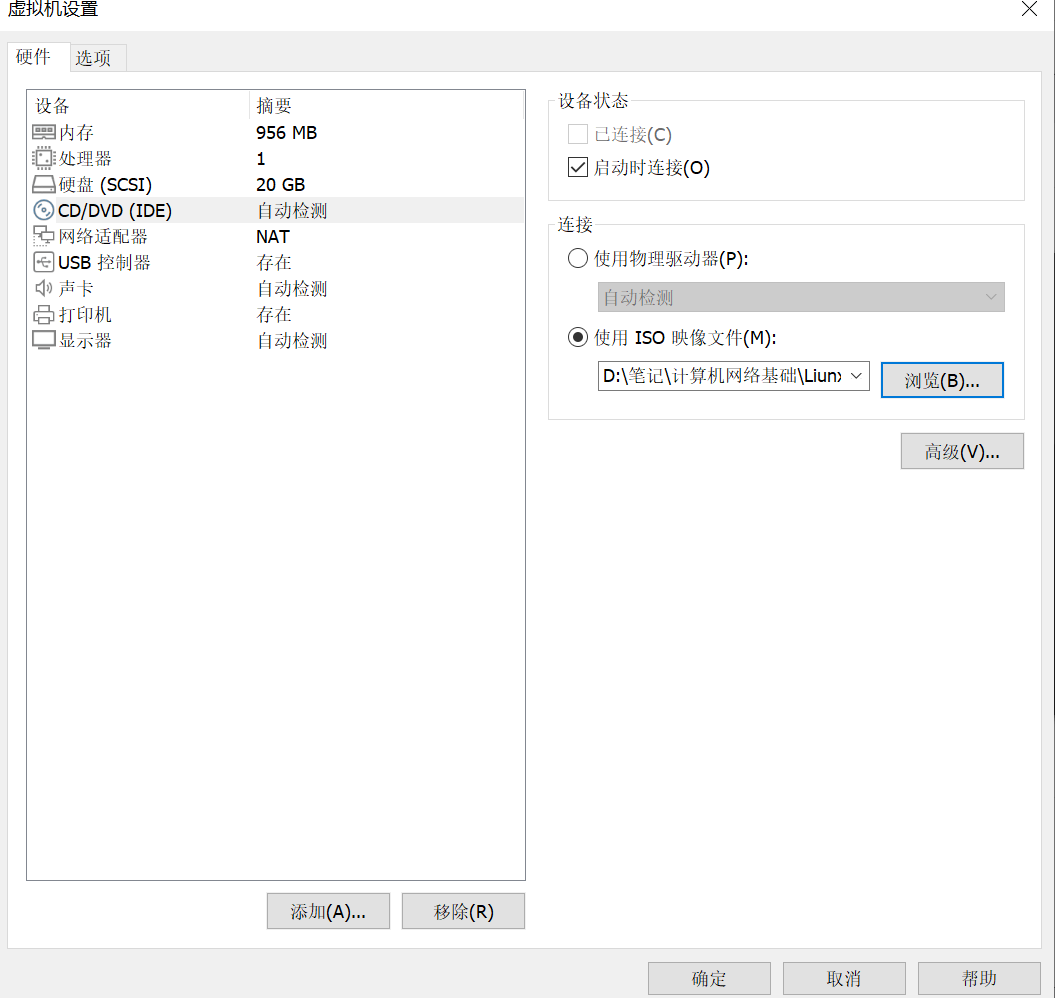 虚拟机设置
硬件 选项
设备 摘要
内存 956 MB
处理器 1
硬盘 (SCSI) 20 GB
CD/DVD (IDE) 自动检测
网络适配器 NAT
USB 控制器 存在
声卡 自动检测
打印机 存在
显示器 自动检测
添加(A)... 移除(R)
设备状态
已连接(C)
启动时连接(O)
连接
使用物理驱动器(P):
自动检测
使用 ISO 映像文件(M):
D:\笔记\计算机网络基础\Liunx 浏览(B)...
高级(V)...
确定 取消 帮助